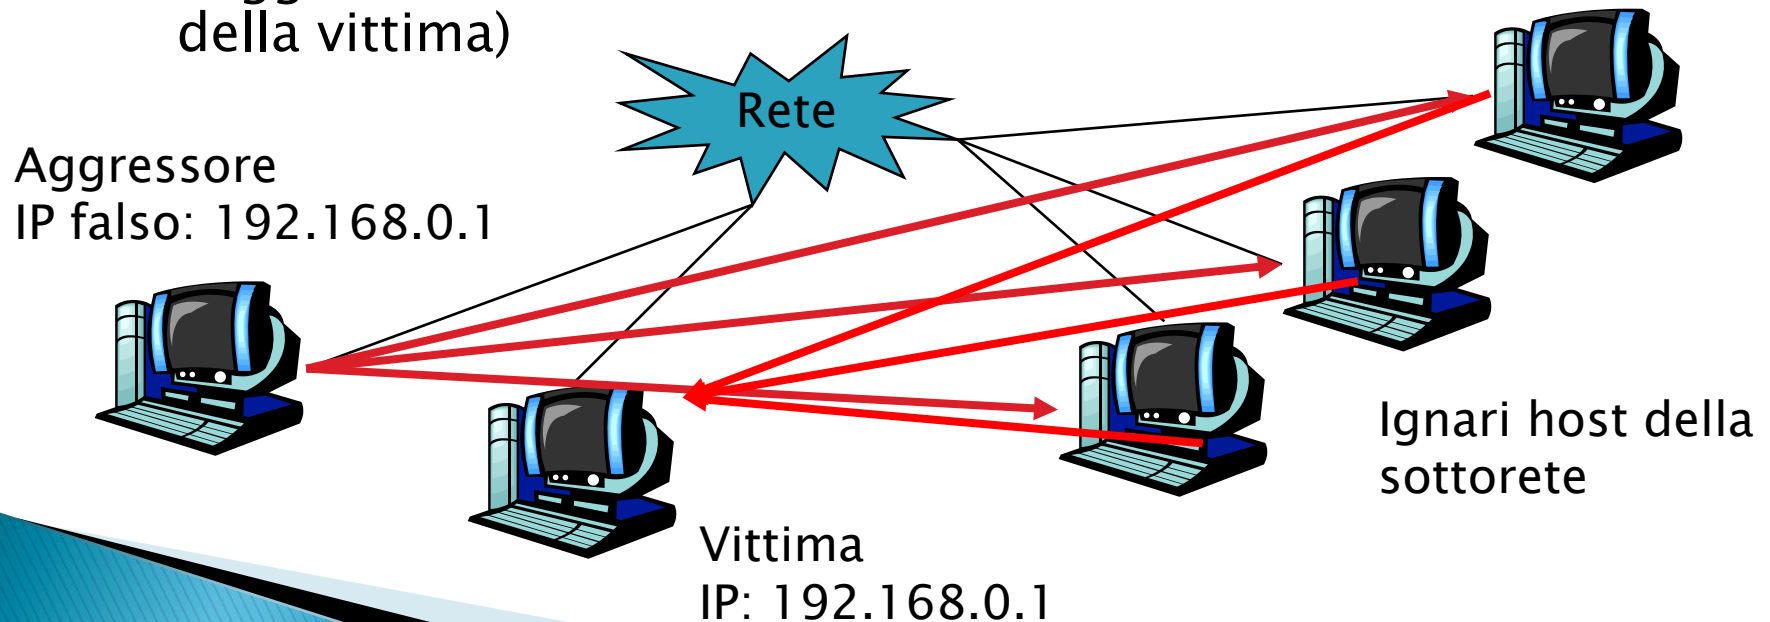 della vittima)
Rete
Aggressore
IP falso: 192.168.0.1
Ignari host della
sottorete
Vittima
IP: 192.168.0.1